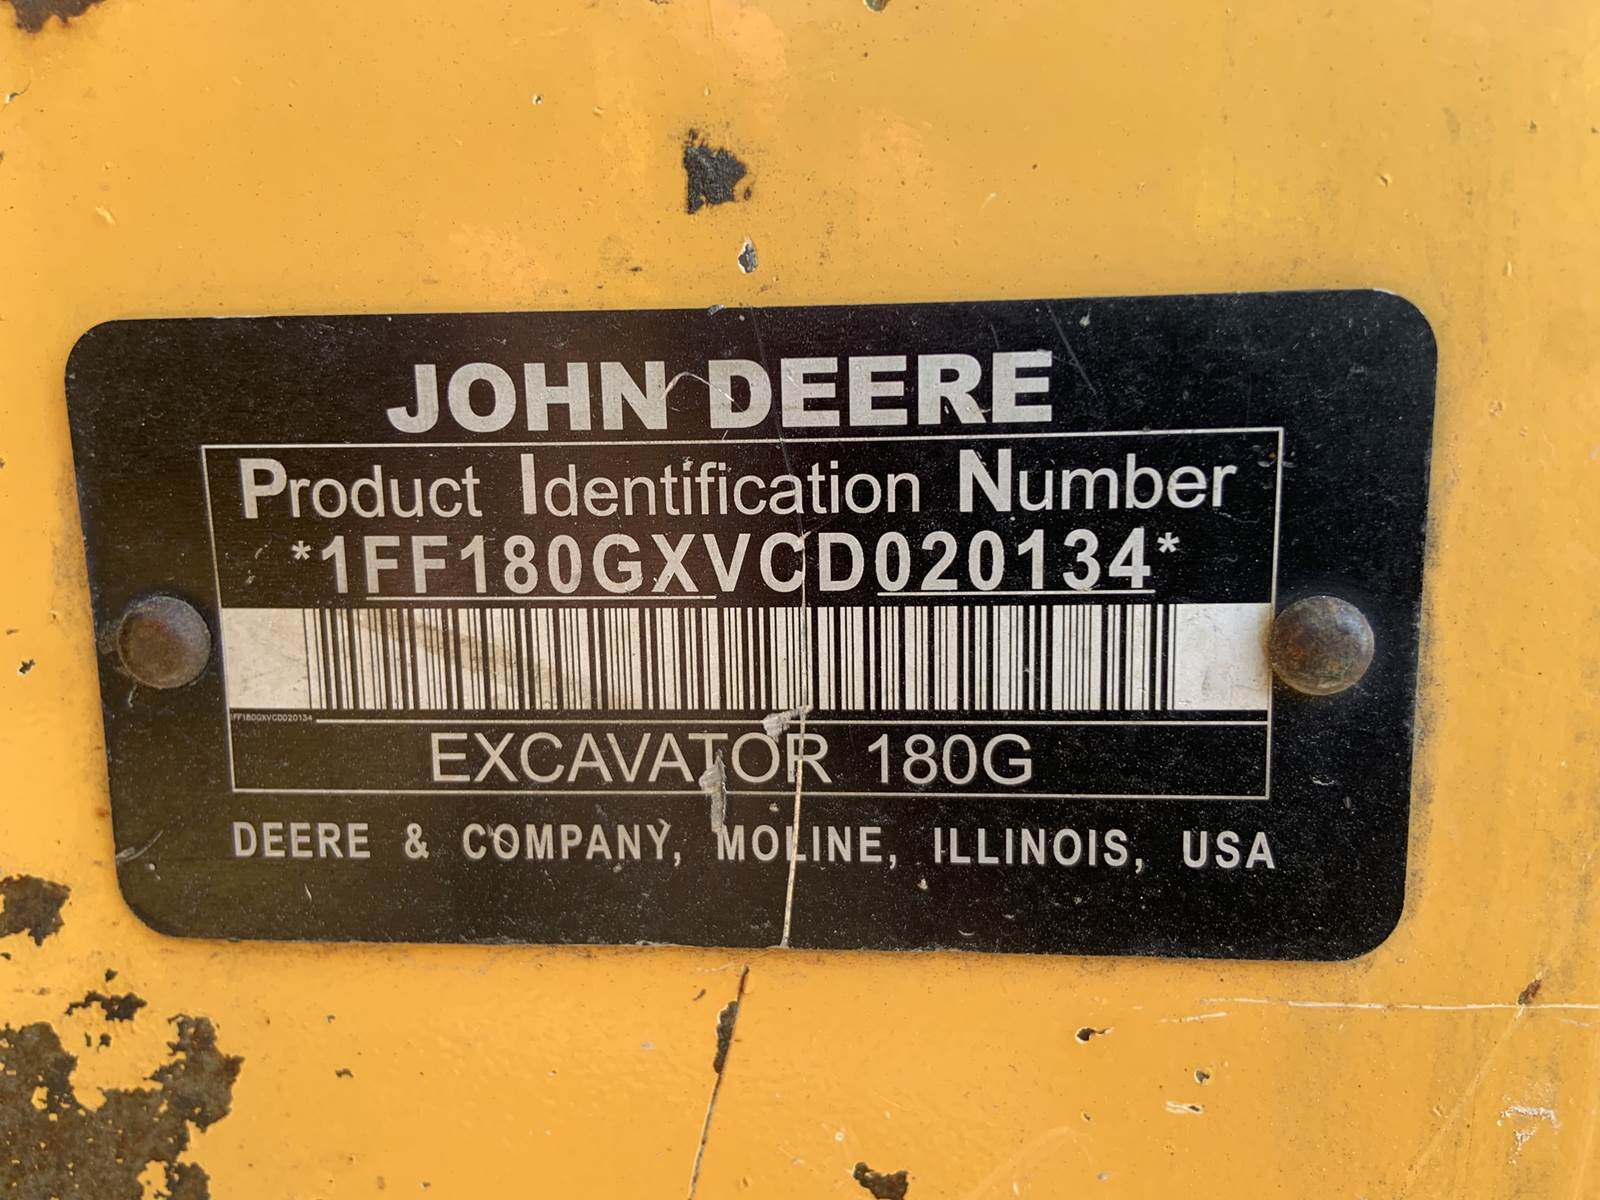 JOHN DEERE
Product Identification Number
*1FF180GXVCD020134*
1FF180GXVCD020134
EXCAVATOR 180G
DEERE & COMPANY, MOLINE, ILLINOIS, USA